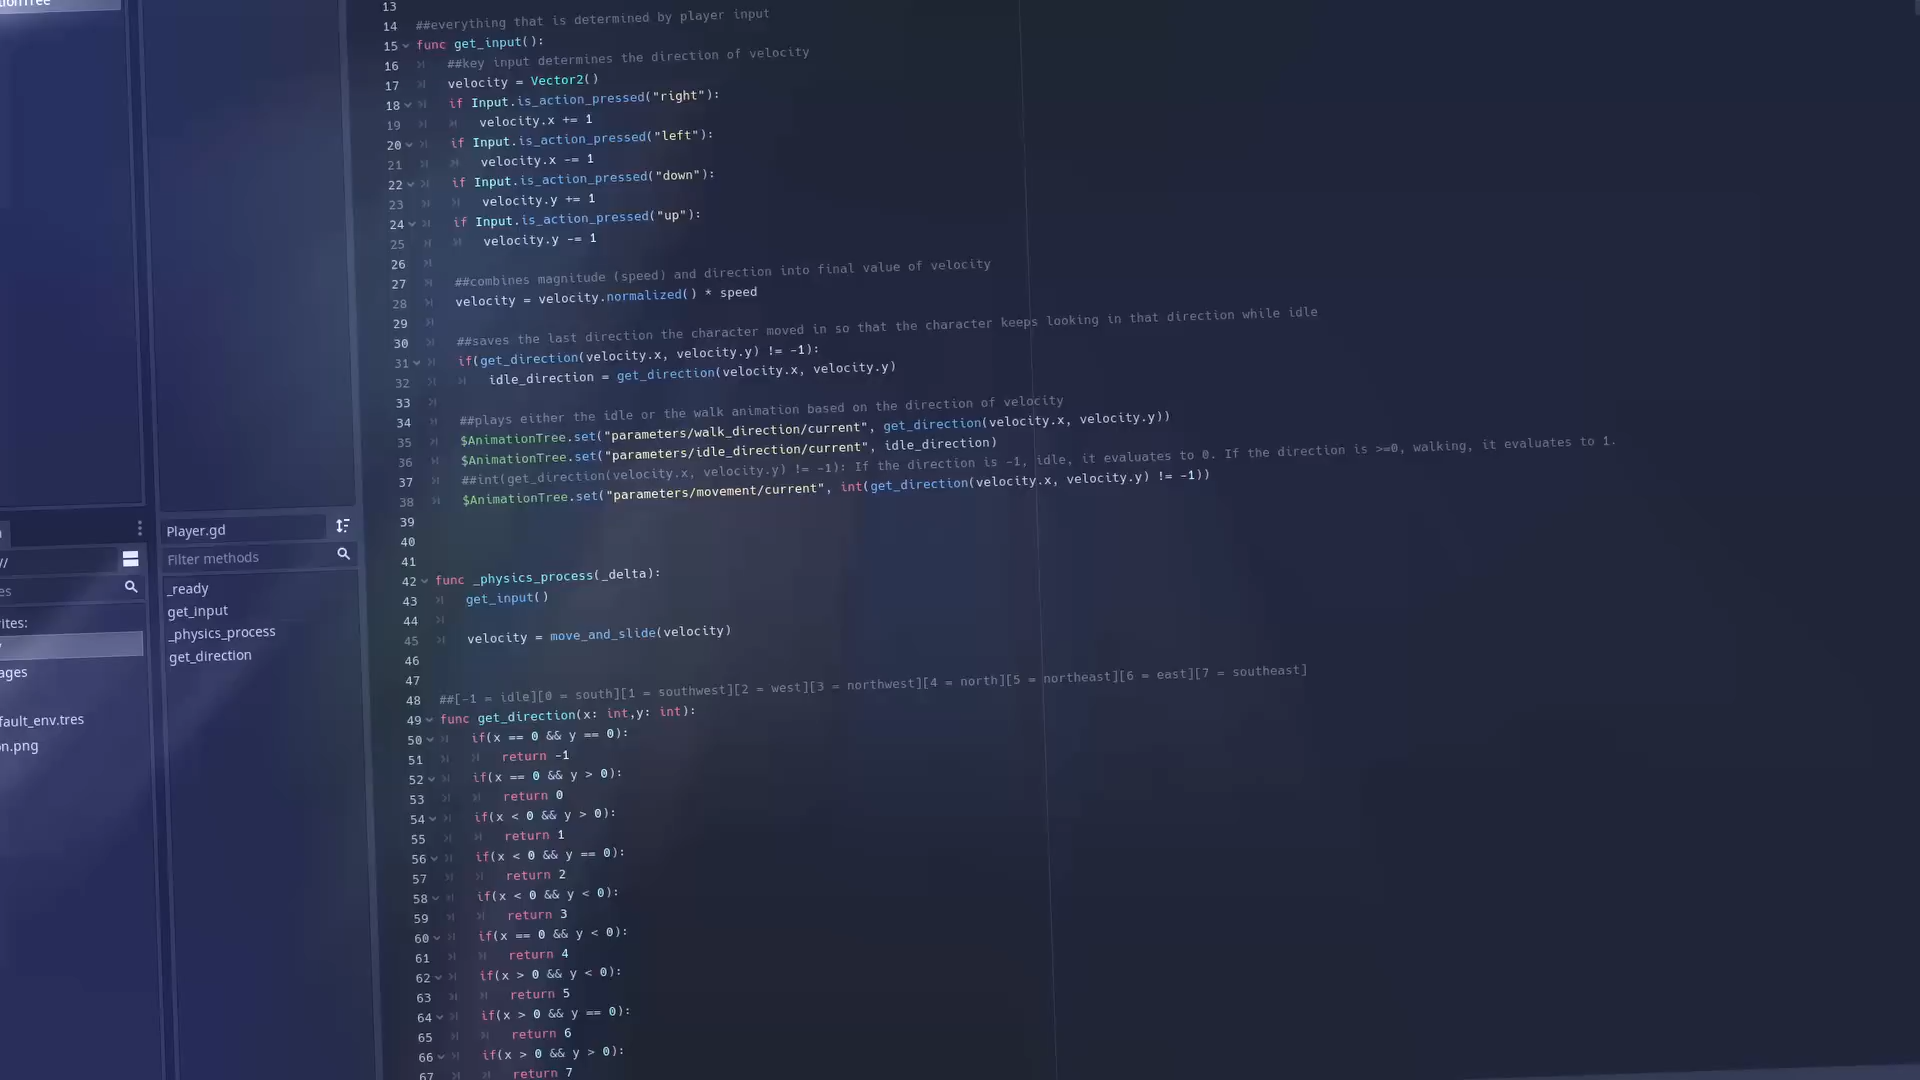 13
14 ##everything that is determined by player input
15 func get_input():
16 ##key input determines the direction of velocity
17 velocity = Vector2()
18 if Input.is_action_pressed("right"):
19 velocity.x += 1
20 if Input.is_action_pressed("left"):
21 velocity.x -= 1
22 if Input.is_action_pressed("down"):
23 velocity.y += 1
24 if Input.is_action_pressed("up"):
25 velocity.y -= 1
26
27 ##combines magnitude (speed) and direction into final value of velocity
28 velocity = velocity.normalized() * speed
29
30 ##saves the last direction the character moved in so that the character keeps looking in that direction while idle
31 if(get_direction(velocity.x, velocity.y) != -1):
32 idle_direction = get_direction(velocity.x, velocity.y)
33
34 ##plays either the idle or the walk animation based on the direction of velocity
35 $AnimationTree.set("parameters/walk_direction/current", get_direction(velocity.x, velocity.y))
36 $AnimationTree.set("parameters/idle_direction/current", idle_direction)
37 ##int(get_direction(velocity.x, velocity.y) != -1): If the direction is -1, idle, it evaluates to 0. If the direction is >=0, walking, it evaluates to 1.
38 $AnimationTree.set("parameters/movement/current", int(get_direction(velocity.x, velocity.y) != -1))
39
40
41
42 func _physics_process(_delta):
43 get_input()
44
45 velocity = move_and_slide(velocity)
46
47
48 ##[-1 = idle][0 = south][1 = southwest][2 = west][3 = northwest][4 = north][5 = northeast][6 = east][7 = southeast]
49 func get_direction(x: int,y: int):
50 if(x == 0 && y == 0):
51 return -1
52 if(x == 0 && y > 0):
53 return 0
54 if(x < 0 && y > 0):
55 return 1
56 if(x < 0 && y == 0):
57 return 2
58 if(x < 0 && y < 0):
59 return 3
60 if(x == 0 && y < 0):
61 return 4
62 if(x > 0 && y < 0):
63 return 5
64 if(x > 0 && y == 0):
65 return 6
66 if(x > 0 && y > 0):
67 return 7
Player.gd
Filter methods
_ready
get_input
_physics_process
get_direction
//
es
rites:
ages
fault_env.tres
on.png